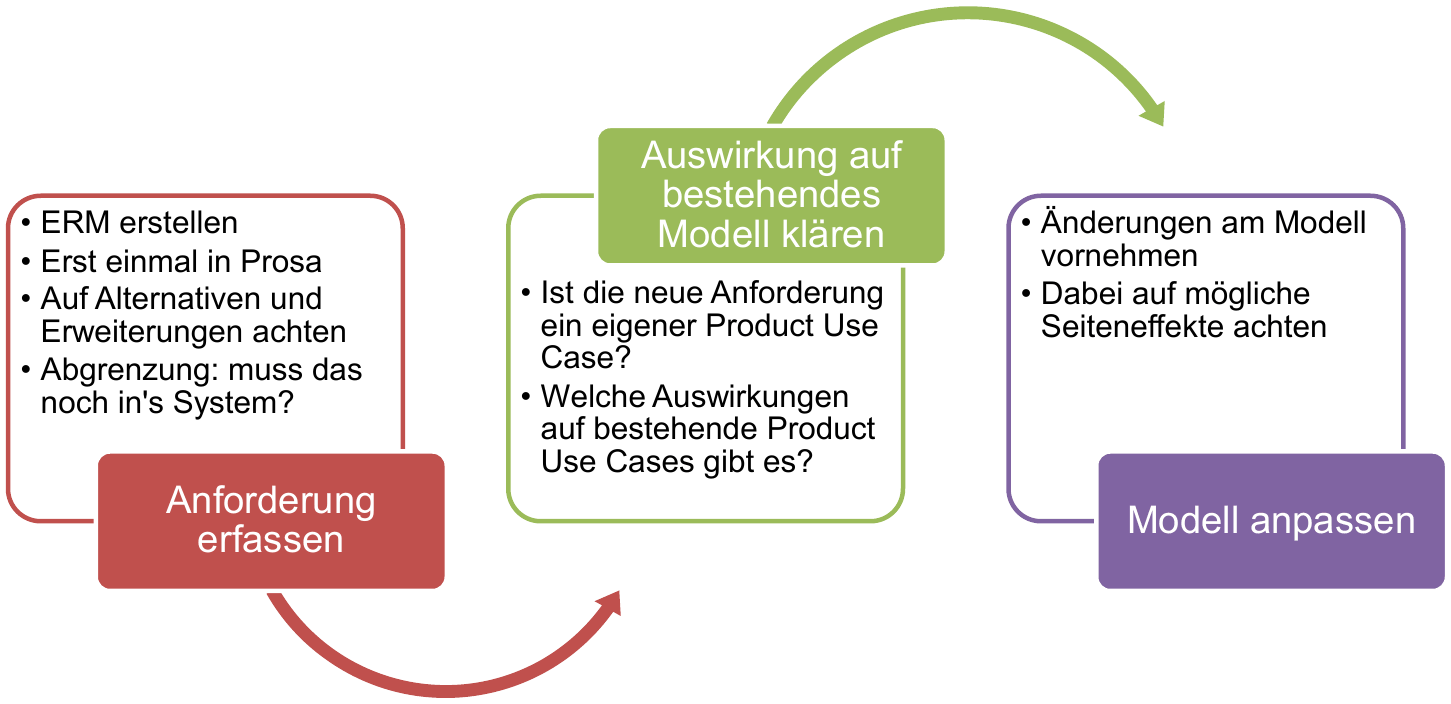 • ERM erstellen
• Erst einmal in Prosa
• Auf Alternativen und
Erweiterungen achten
• Abgrenzung: muss das
noch in's System?
Anforderung
erfassen
Auswirkung auf
bestehendes
Modell klären
• Ist die neue Anforderung
ein eigener Product Use
Case?
• Welche Auswirkungen
auf bestehende Product
Use Cases gibt es?
• Änderungen am Modell
vornehmen
• Dabei auf mögliche
Seiteneffekte achten
Modell anpassen